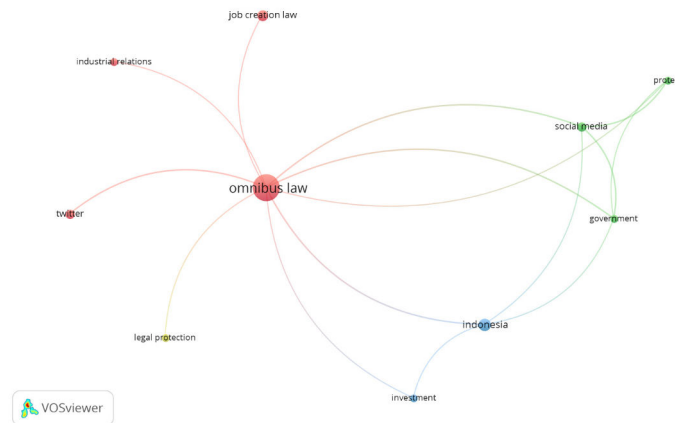 job creation law
industrial relations
prote
social media
omnibus law
twitter
government
indonesia
legal protection
investment
VOSviewer